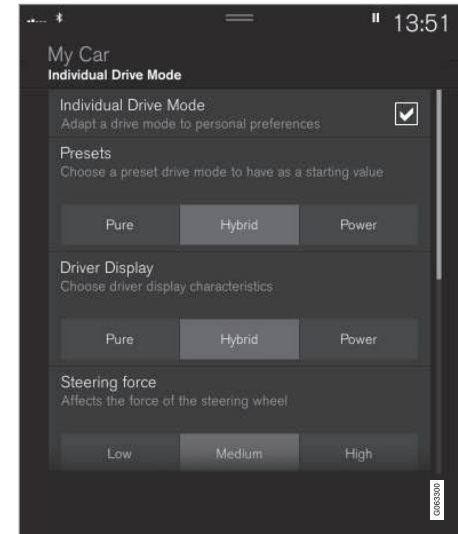 13:51
My Car
Individual Drive Mode
Individual Drive Mode
Adapt a drive mode to personal preferences
Presets
Choose a preset drive mode to have as a starting value
Pure Hybrid Power
Driver Display
Choose driver display characteristics
Pure Hybrid Power
Steering force
Affects the force of the steering wheel
Low Medium High
G063300